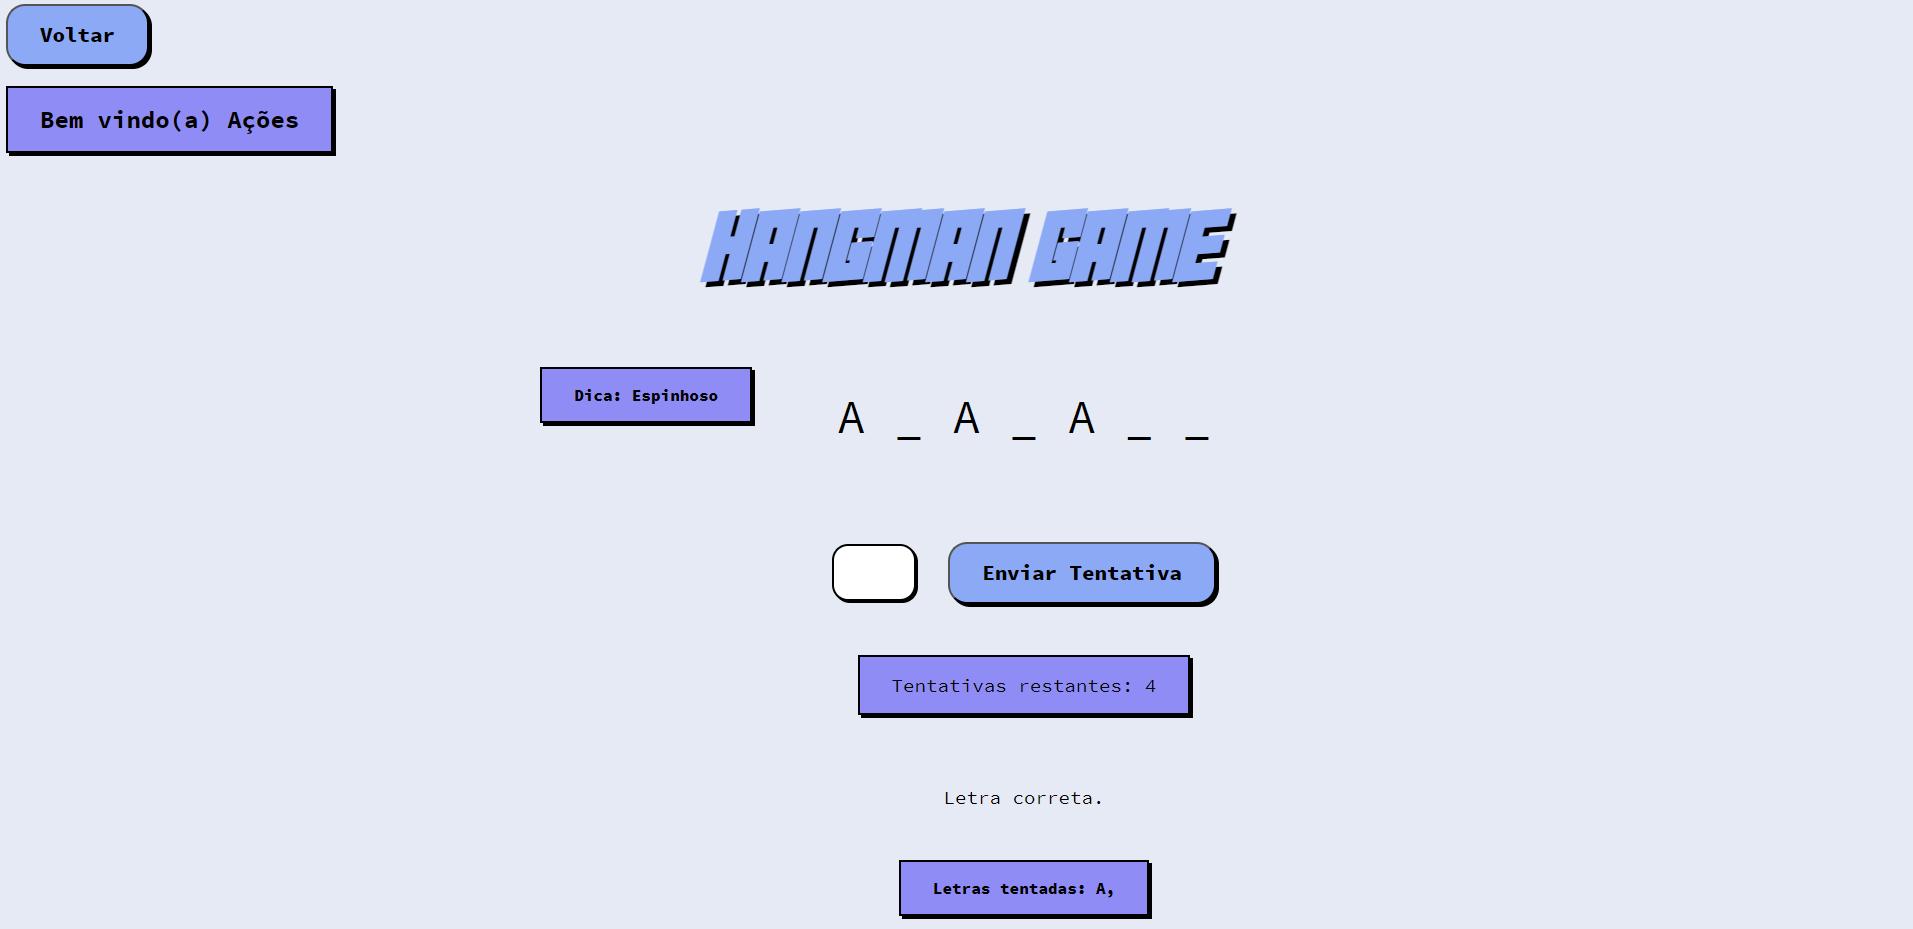 Voltar
Bem vindo(a) Ações
HANGMAN GAME
Dica: Espinhoso
A _ A _ A _ _
Enviar Tentativa
Tentativas restantes: 4
Letra correta.
Letras tentadas: A,